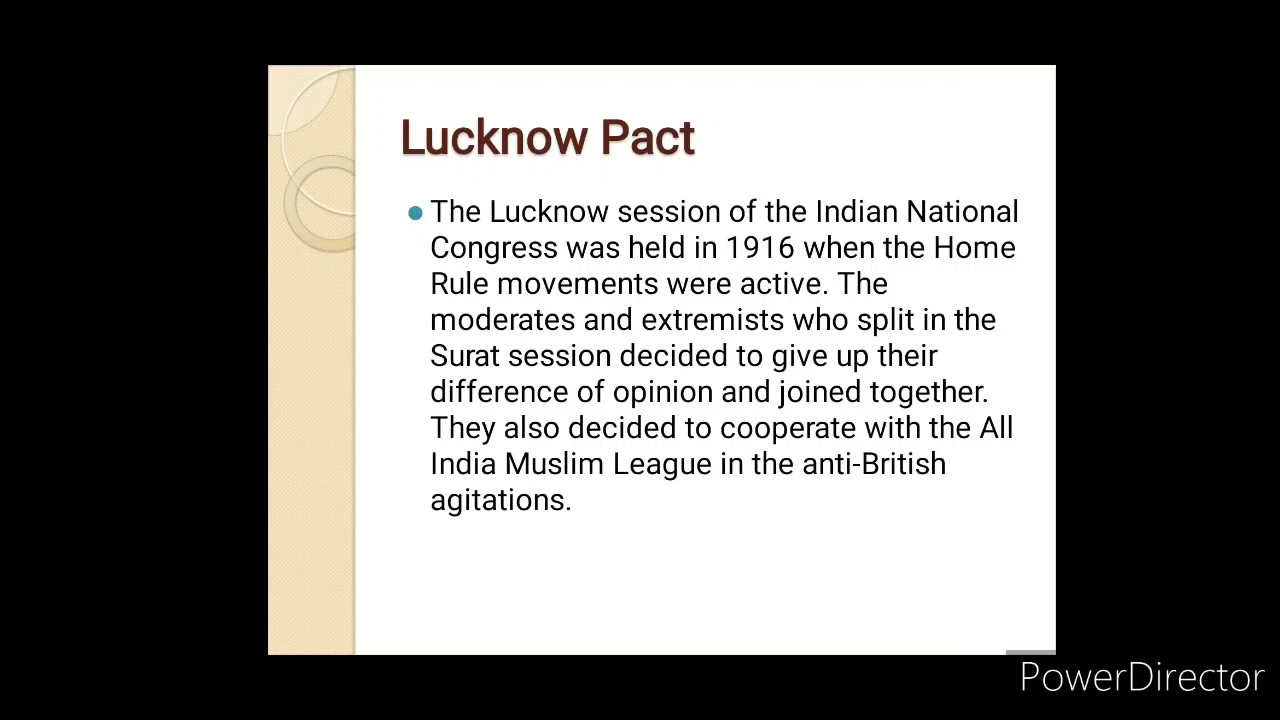 Lucknow Pact
The Lucknow session of the Indian National
Congress was held in 1916 when the Home
Rule movements were active. The
moderates and extremists who split in the
Surat session decided to give up their
difference of opinion and joined together.
They also decided to cooperate with the All
India Muslim League in the anti-British
agitations.
PowerDirector